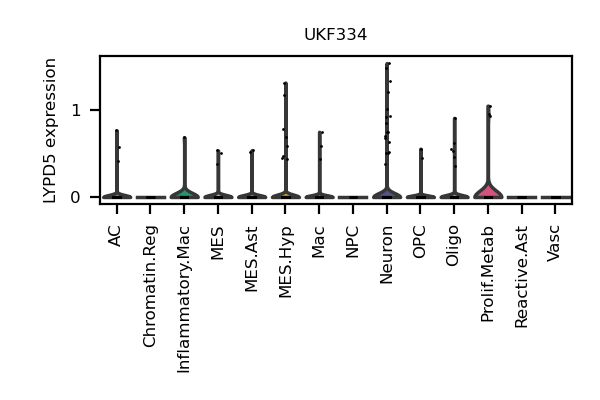 UKF334
LYPD5 expression
1
0
AC
Chromatin.Reg
Inflammatory.Mac
MES
MES.Ast
MES.Hyp
Mac
NPC
Neuron
OPC
Oligo
Prolif.Metab
Reactive.Ast
Vasc